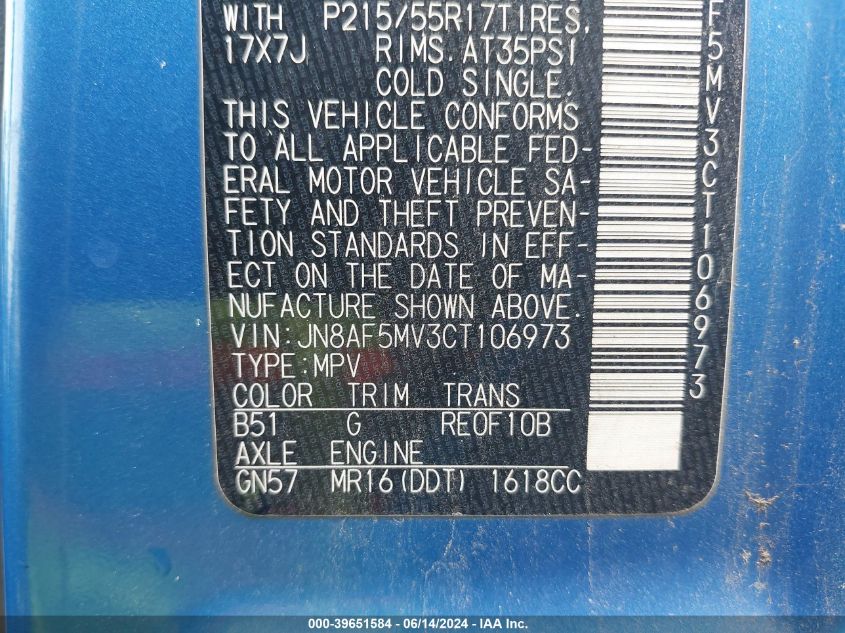 WITH P215/55R17TIRES,
17X7J RIMS.AT35PSI
COLD SINGLE.
THIS VEHICLE CONFORMS
TO ALL APPLICABLE FED-
ERAL MOTOR VEHICLE SA-
FETY AND THEFT PREVEN-
TION STANDARDS IN EFF-
ECT ON THE DATE OF MA-
NUFACTURE SHOWN ABOVE.
VIN:JN8AF5MV3CT106973
TYPE:MPV
COLOR TRIM TRANS
B51 G RE0F10B
AXLE ENGINE
GN57 MR16(DDT) 1618CC
F5MV3CT106973
000-39651584 - 06/14/2024 - IAA Inc.